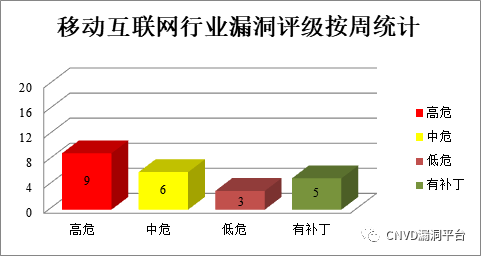 移动互联网行业漏洞评级按周统计
20
16
12
8
4
0
9
6
3
5
高危
中危
低危
有补丁
高危
中危
低危
有补丁
CNVD漏洞平台